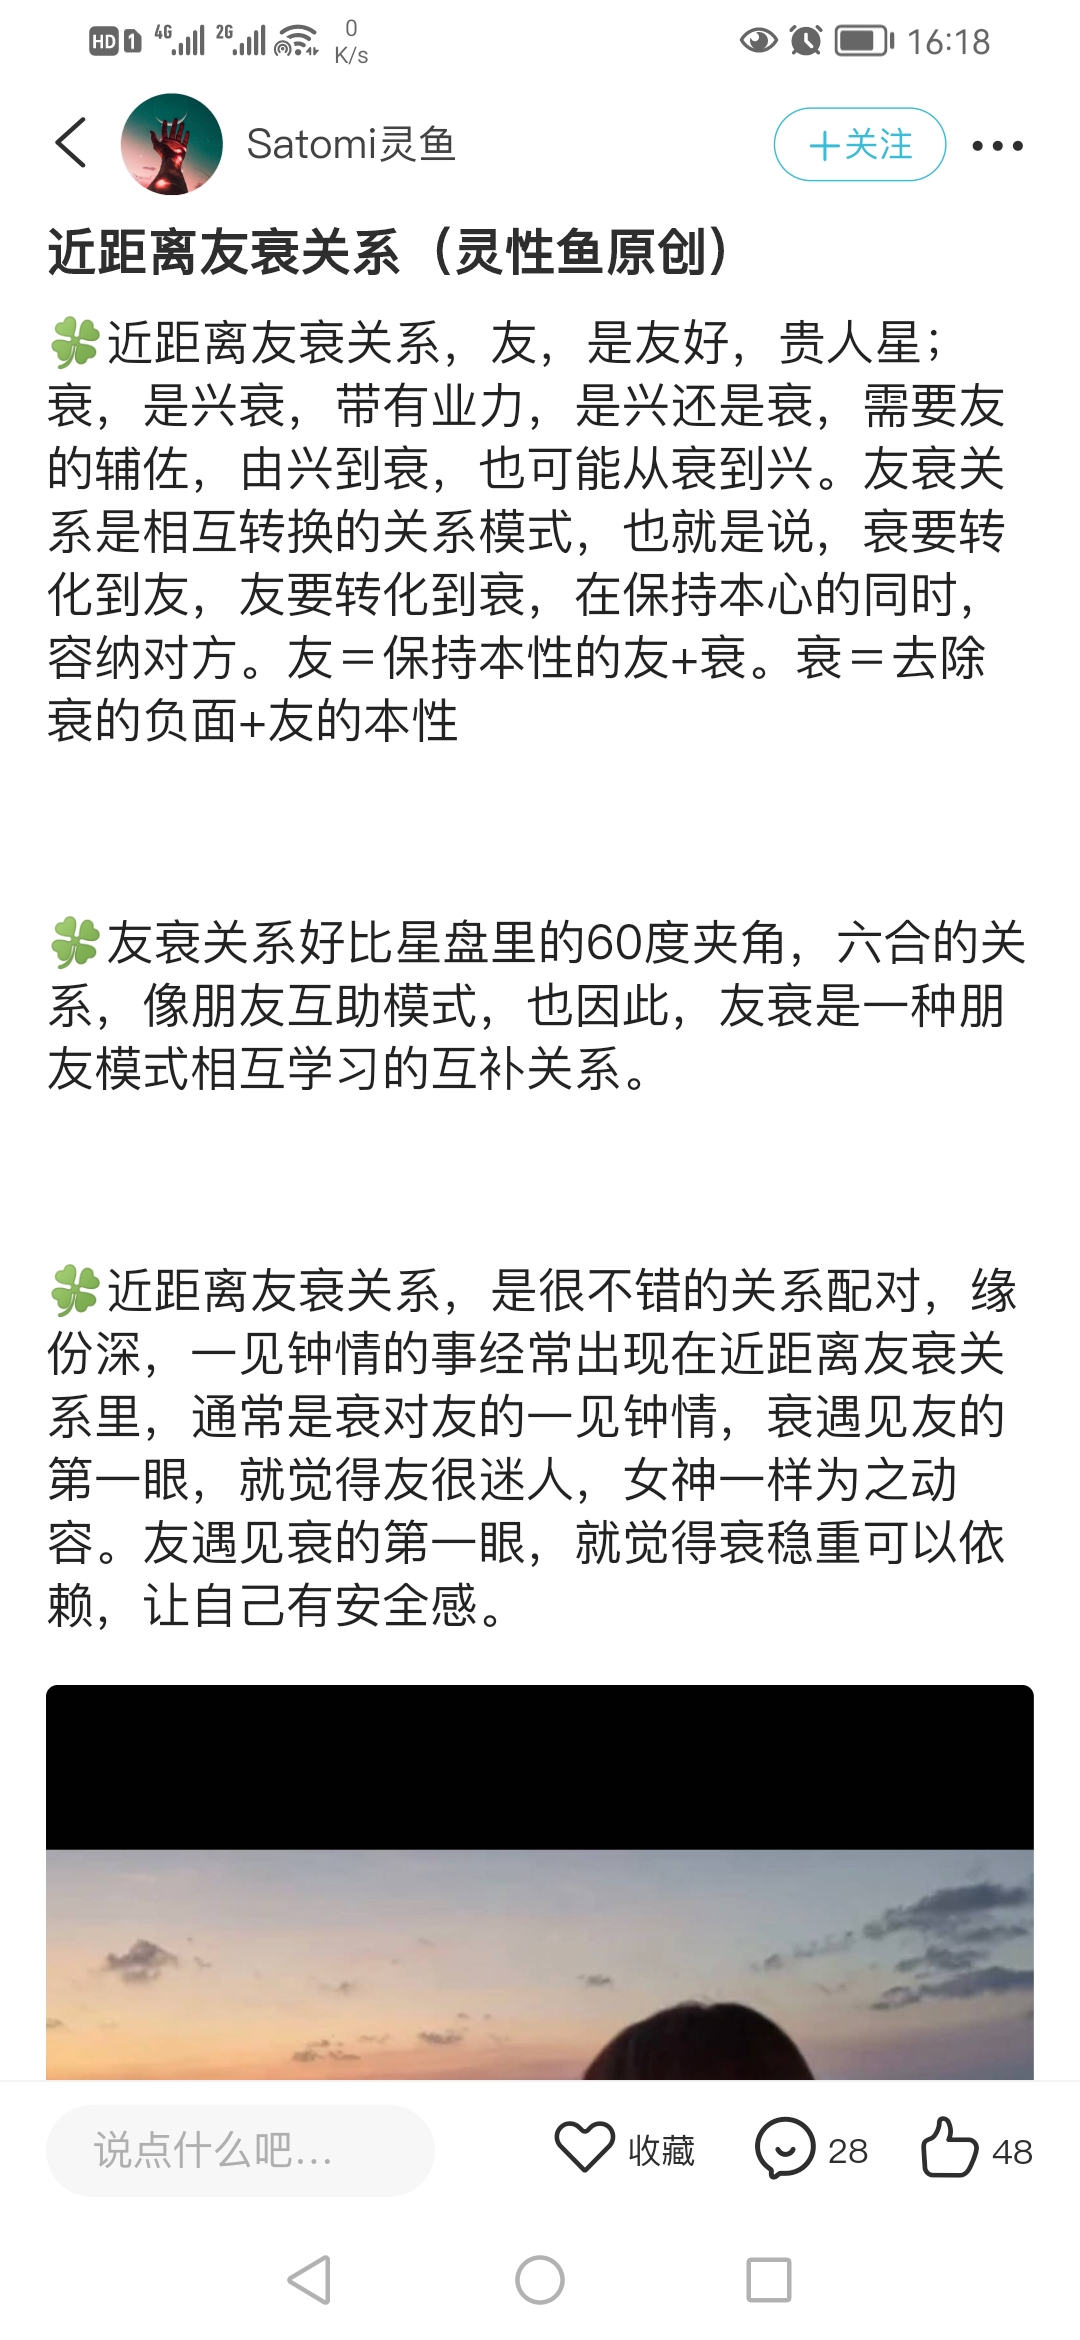 HD 1 4G 2G 0 K/s 16:18
Satomi灵鱼 +关注
近距离友衰关系（灵性鱼原创）
🍀近距离友衰关系，友，是友好，贵人星；
衰，是兴衰，带有业力，是兴还是衰，需要友
的辅佐，由兴到衰，也可能从衰到兴。友衰关
系是相互转换的关系模式，也就是说，衰要转
化到友，友要转化到衰，在保持本心的同时，
容纳对方。友＝保持本性的友+衰。衰＝去除
衰的负面+友的本性
🍀友衰关系好比星盘里的60度夹角，六合的关
系，像朋友互助模式，也因此，友衰是一种朋
友模式相互学习的互补关系。
🍀近距离友衰关系，是很不错的关系配对，缘
份深，一见钟情的事经常出现在近距离友衰关
系里，通常是衰对友的一见钟情，衰遇见友的
第一眼，就觉得友很迷人，女神一样为之动
容。友遇见衰的第一眼，就觉得衰稳重可以依
赖，让自己有安全感。
说点什么吧... 收藏 28 48